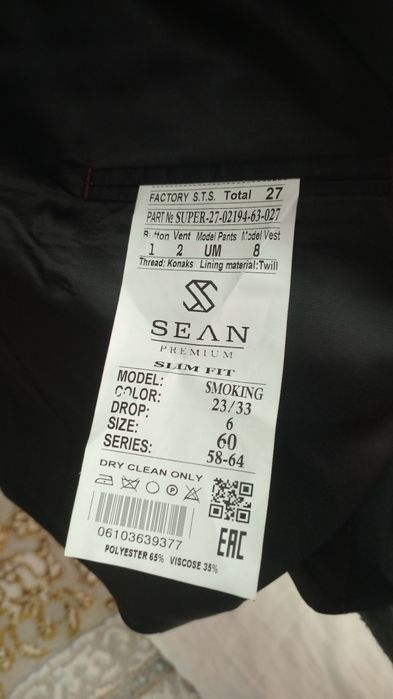 FACTORY S.T.S. Total 27
PART № SUPER-27-02194-63-027
Button Vent Model Pants Model Vest
1 2 UM 8
Thread: Konaks Lining material:Twill
SEAN
PREMIUM
SLIM FIT
MODEL: SMOKING
COLOR: 23/33
DROP: 6
SIZE: 60
SERIES: 58-64
DRY CLEAN ONLY
P
06103639377
EAC
POLYESTER 65% VISCOSE 35%